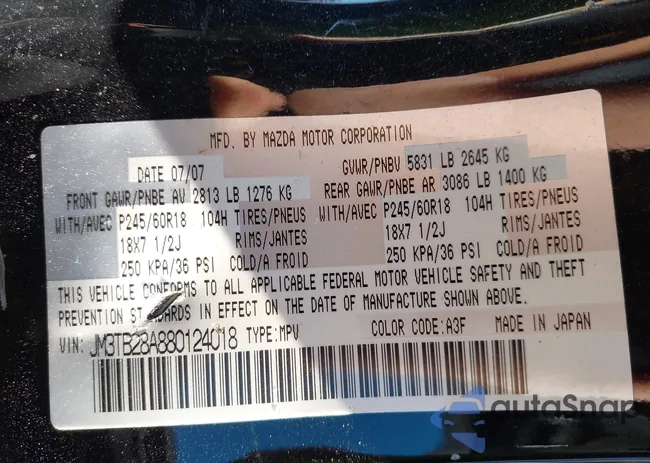 MFD. BY MAZDA MOTOR CORPORATION
DATE 07/07 GVWR/PNBV 5831 LB 2645 KG
FRONT GAWR/PNBE AV 2813 LB 1276 KG REAR GAWR/PNBE AR 3086 LB 1400 KG
WITH/AVEC P245/60R18 104H TIRES/PNEUS WITH/AVEC P245/60R18 104H TIRES/PNEUS
18X7 1/2J RIMS/JANTES 18X7 1/2J RIMS/JANTES
250 KPA/36 PSI COLD/A FROID 250 KPA/36 PSI COLD/A FROID
THIS VEHICLE CONFORMS TO ALL APPLICABLE FEDERAL MOTOR VEHICLE SAFETY AND THEFT
PREVENTION ST ARDS IN EFFECT ON THE DATE OF MANUFACTURE SHOWN ABOVE.
VIN: JM3TB28A880124018 TYPE:MPV COLOR CODE:A3F MADE IN JAPAN
autoSnap